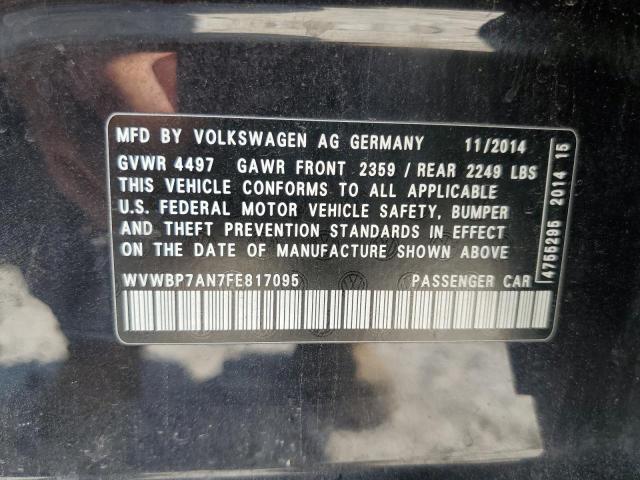 MFD BY VOLKSWAGEN AG GERMANY 11/2014
GVWR 4497 GAWR FRONT 2359 / REAR 2249 LBS
THIS VEHICLE CONFORMS TO ALL APPLICABLE
U.S. FEDERAL MOTOR VEHICLE SAFETY, BUMPER
AND THEFT PREVENTION STANDARDS IN EFFECT
ON THE DATE OF MANUFACTURE SHOWN ABOVE
WVWBP7AN7FE817095 PASSENGER CAR
4755295 2014 15